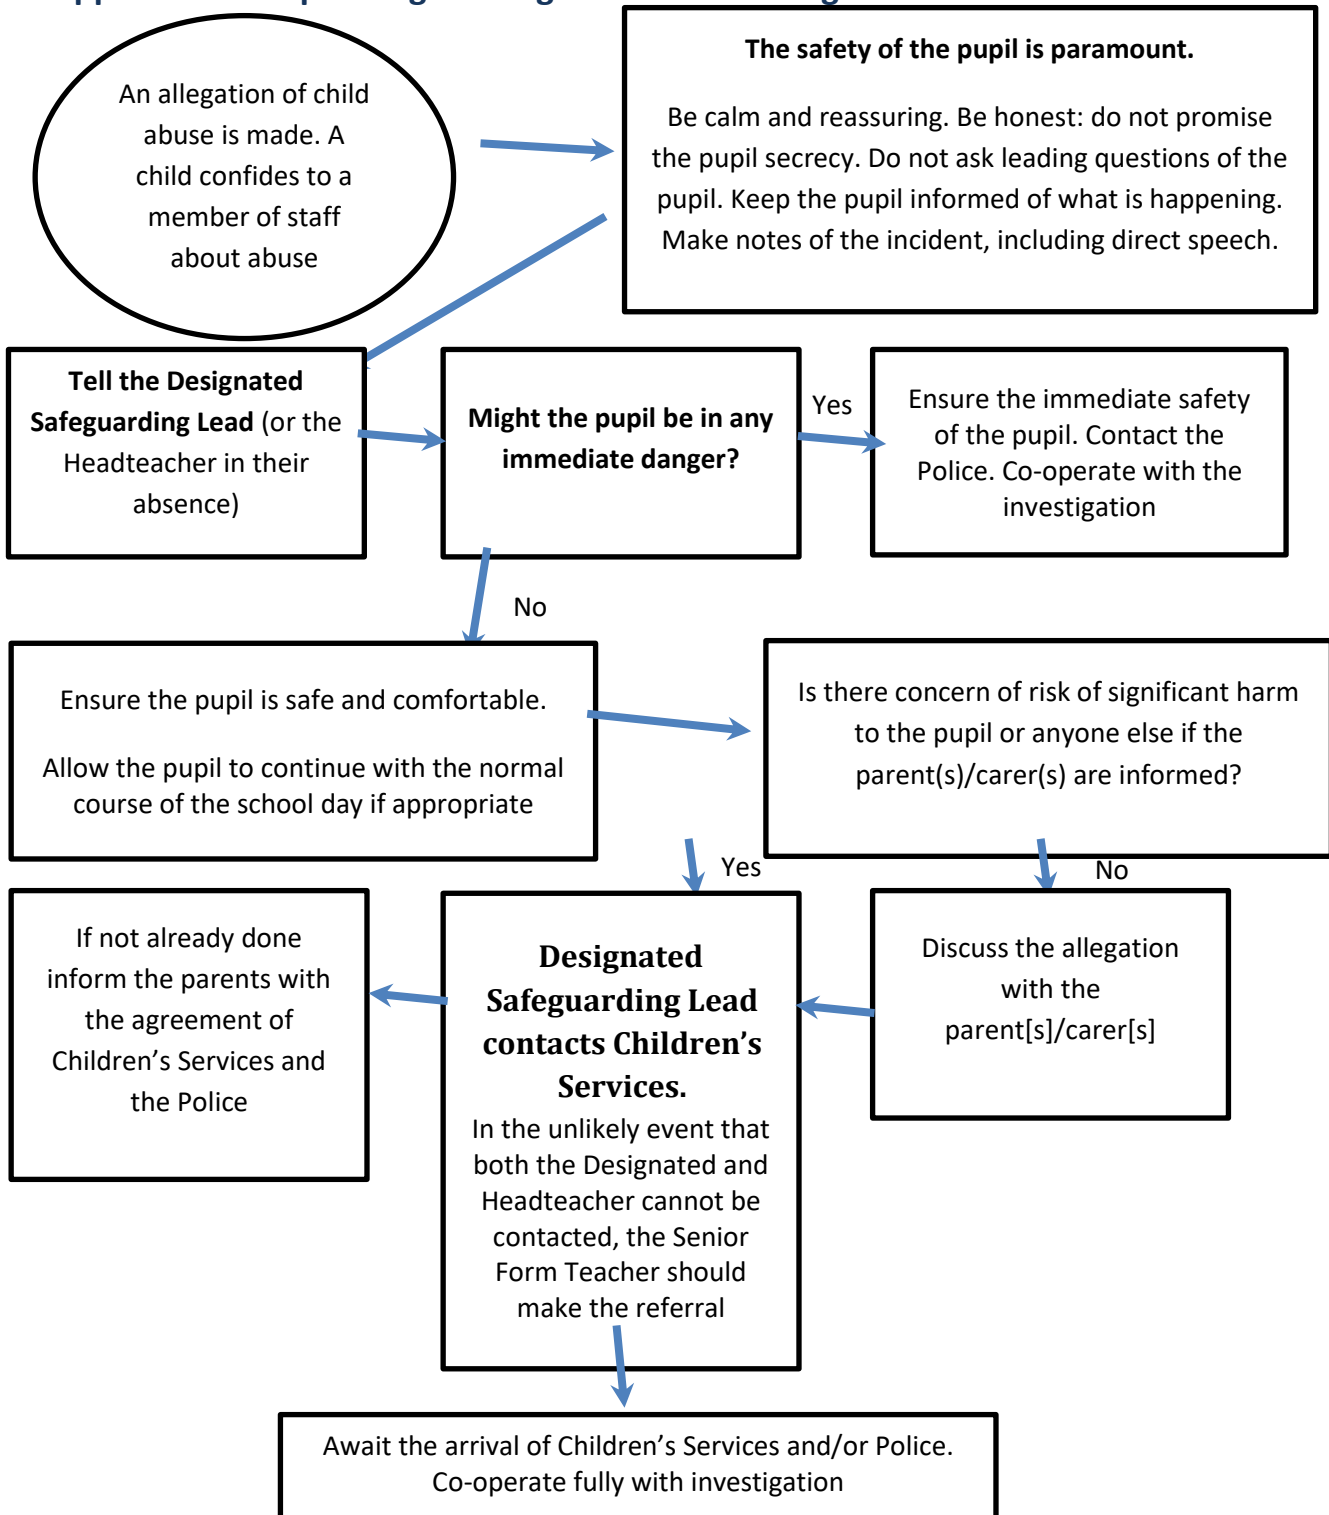 An allegation of child
abuse is made. A
child confides to a
member of staff
about abuse
The safety of the pupil is paramount.
Be calm and reassuring. Be honest: do not promise
the pupil secrecy. Do not ask leading questions of the
pupil. Keep the pupil informed of what is happening.
Make notes of the incident, including direct speech.
Tell the Designated
Safeguarding Lead (or the
Headteacher in their
absence)
Might the pupil be in any
immediate danger?
Yes
Ensure the immediate safety
of the pupil. Contact the
Police. Co-operate with the
investigation
No
Ensure the pupil is safe and comfortable.
Allow the pupil to continue with the normal
course of the school day if appropriate
Is there concern of risk of significant harm
to the pupil or anyone else if the
parent(s)/carer(s) are informed?
Yes
No
If not already done
inform the parents with
the agreement of
Children’s Services and
the Police
Designated
Safeguarding Lead
contacts Children’s
Services.
In the unlikely event that
both the Designated and
Headteacher cannot be
contacted, the Senior
Form Teacher should
make the referral
Discuss the allegation
with the
parent[s]/carer[s]
Await the arrival of Children’s Services and/or Police.
Co-operate fully with investigation